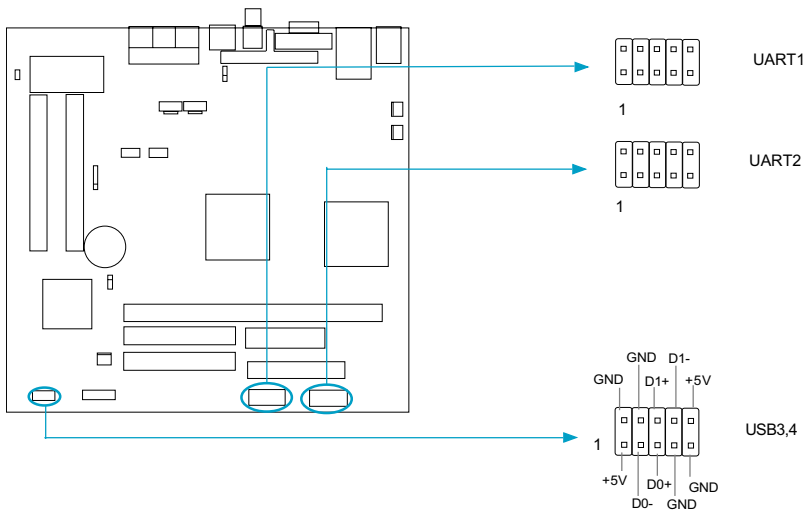 UART1
1
UART2
1
GND D1-
GND D1+ +5V
1
USB3,4
+5V D0+ GND
D0- GND